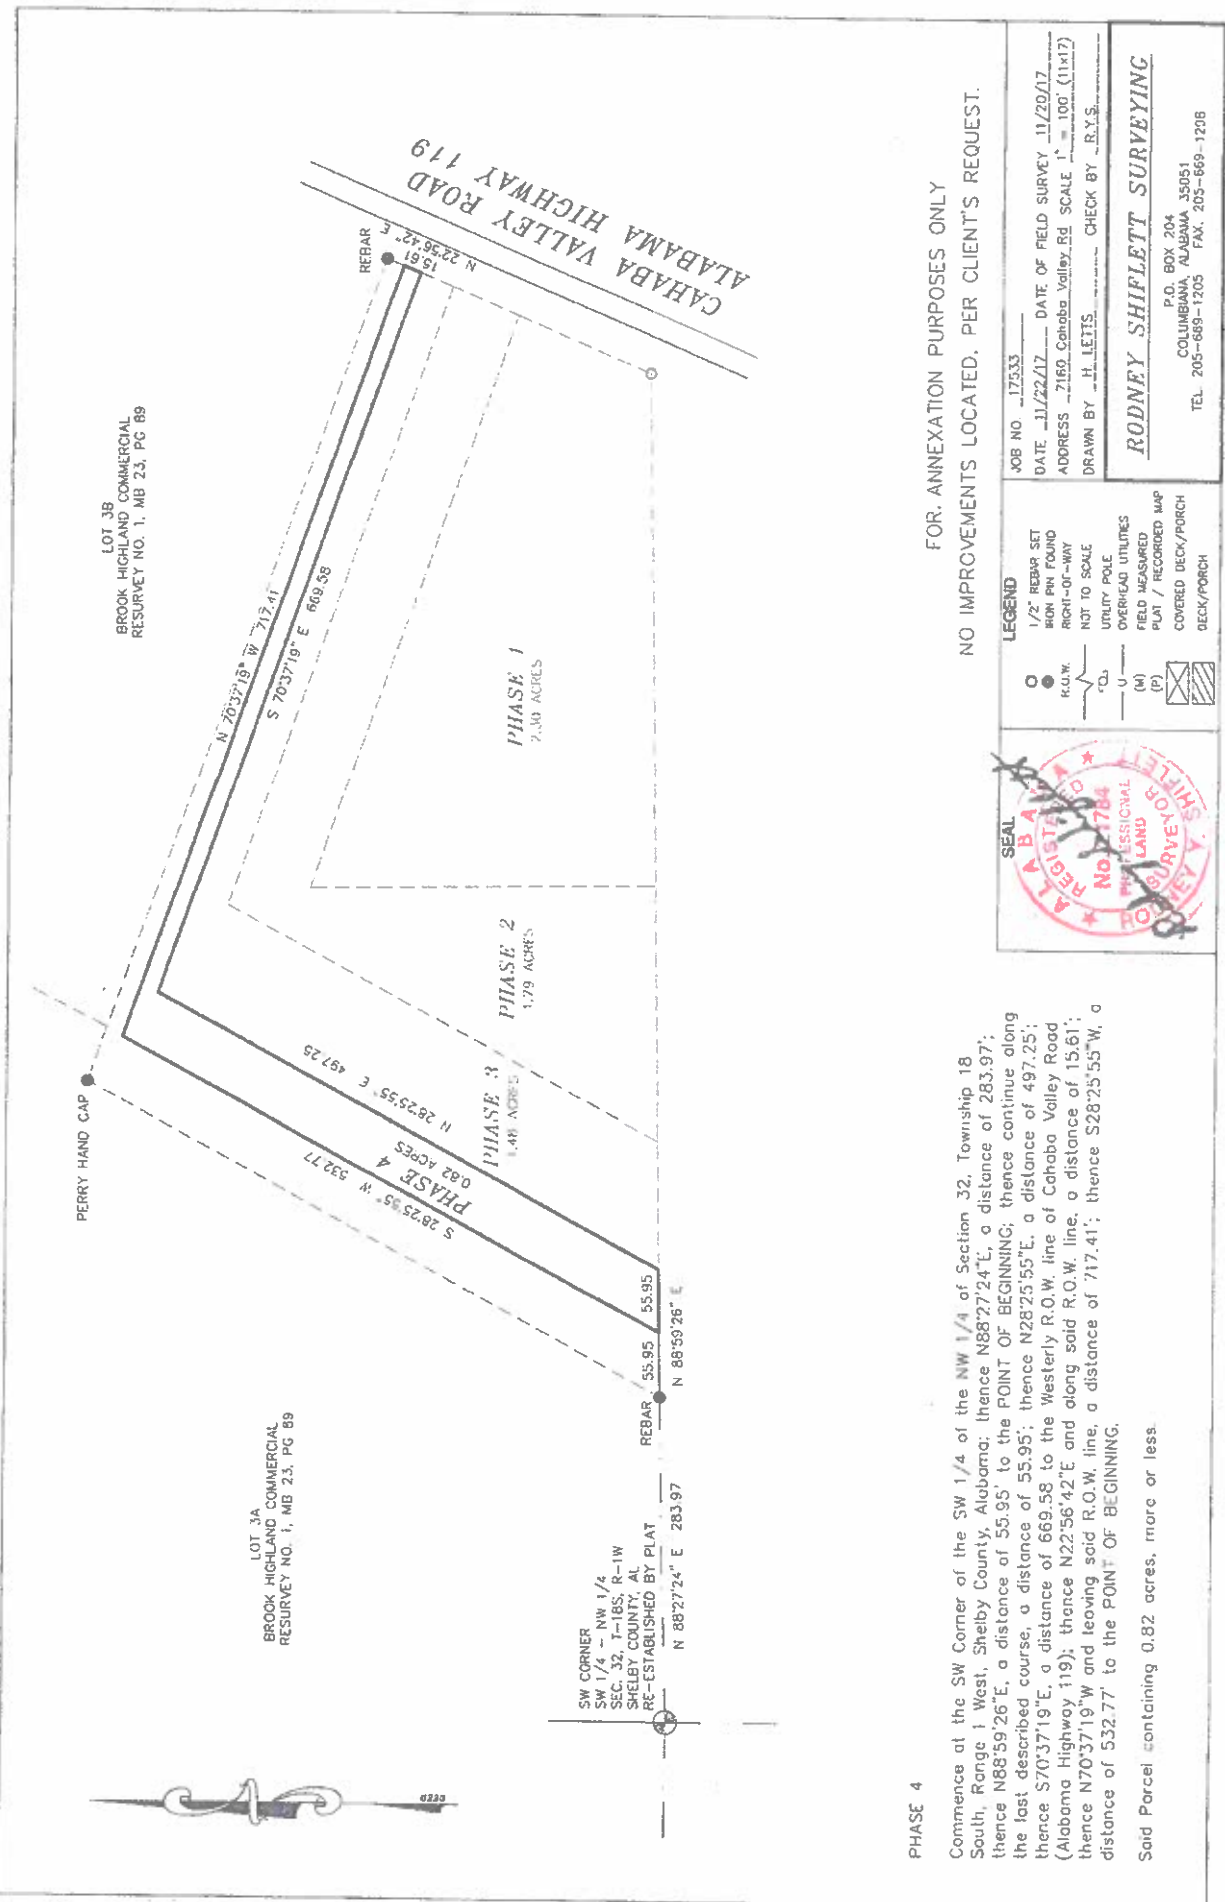 LOT 3B
BROOK HIGHLAND COMMERCIAL
RESURVEY NO. 1, MB 23, PG 89
PERRY HAND CAP
REBAR
N 70°37'19" W 717.41
S 70°37'19" E 669.58
15.61
N 22°56'42" E
CAHABA VALLEY ROAD
ALABAMA HIGHWAY 119
LOT 3A
BROOK HIGHLAND COMMERCIAL
RESURVEY NO. 1, MB 23, PG 89
S 28°25'55" W 532.77
PHASE 4
0.82 ACRES
N 28°25'55" E 497.25
PHASE 3
1.48 ACRES
PHASE 2
1.79 ACRES
PHASE 1
2.30 ACRES
SW CORNER
SW 1/4 - NW 1/4
SEC. 32, T-18S, R-1W
SHELBY COUNTY, AL
RE-ESTABLISHED BY PLAT
N 88°27'24" E 283.97
REBAR
55.95 55.95
N 88°59'26" E
PHASE 4
Commence at the SW Corner of the SW 1/4 of the NW 1/4 of Section 32, Township 18
South, Range 1 West, Shelby County, Alabama; thence N88°27'24"E, a distance of 283.97';
thence N88°59'26"E, a distance of 55.95' to the POINT OF BEGINNING; thence continue along
the last described course, a distance of 55.95'; thence N28°25'55"E, a distance of 497.25';
thence S70°37'19"E, a distance of 669.58 to the Westerly R.O.W. line of Cahaba Valley Road
(Alabama Highway 119); thence N22°56'42"E and along said R.O.W. line, a distance of 15.61';
thence N70°37'19"W and leaving said R.O.W. line, a distance of 717.41'; thence S28°25'55"W, a
distance of 532.77' to the POINT OF BEGINNING.
Said Parcel containing 0.82 acres, more or less.
FOR. ANNEXATION PURPOSES ONLY
NO IMPROVEMENTS LOCATED, PER CLIENT'S REQUEST.
SEAL
ALABAMA
REGISTERED
No. 21784
PROFESSIONAL
LAND
SURVEYOR
RODNEY Y. SHIFLETT
LEGEND
1/2" REBAR SET
IRON PIN FOUND
R.O.W. RIGHT-OF-WAY
NOT TO SCALE
UTILITY POLE
U OVERHEAD UTILITIES
(M) FIELD MEASURED
(P) PLAT / RECORDED MAP
COVERED DECK/PORCH
DECK/PORCH
JOB NO. 17533
DATE 11/22/17 DATE OF FIELD SURVEY 11/20/17
ADDRESS 7160 Cahaba Valley Rd SCALE 1" = 100' (11x17)
DRAWN BY H. LETTS CHECK BY R.Y.S.
RODNEY SHIFLETT SURVEYING
P.O. BOX 204
COLUMBIANA, ALABAMA 35051
TEL. 205-669-1205 FAX. 205-669-1298